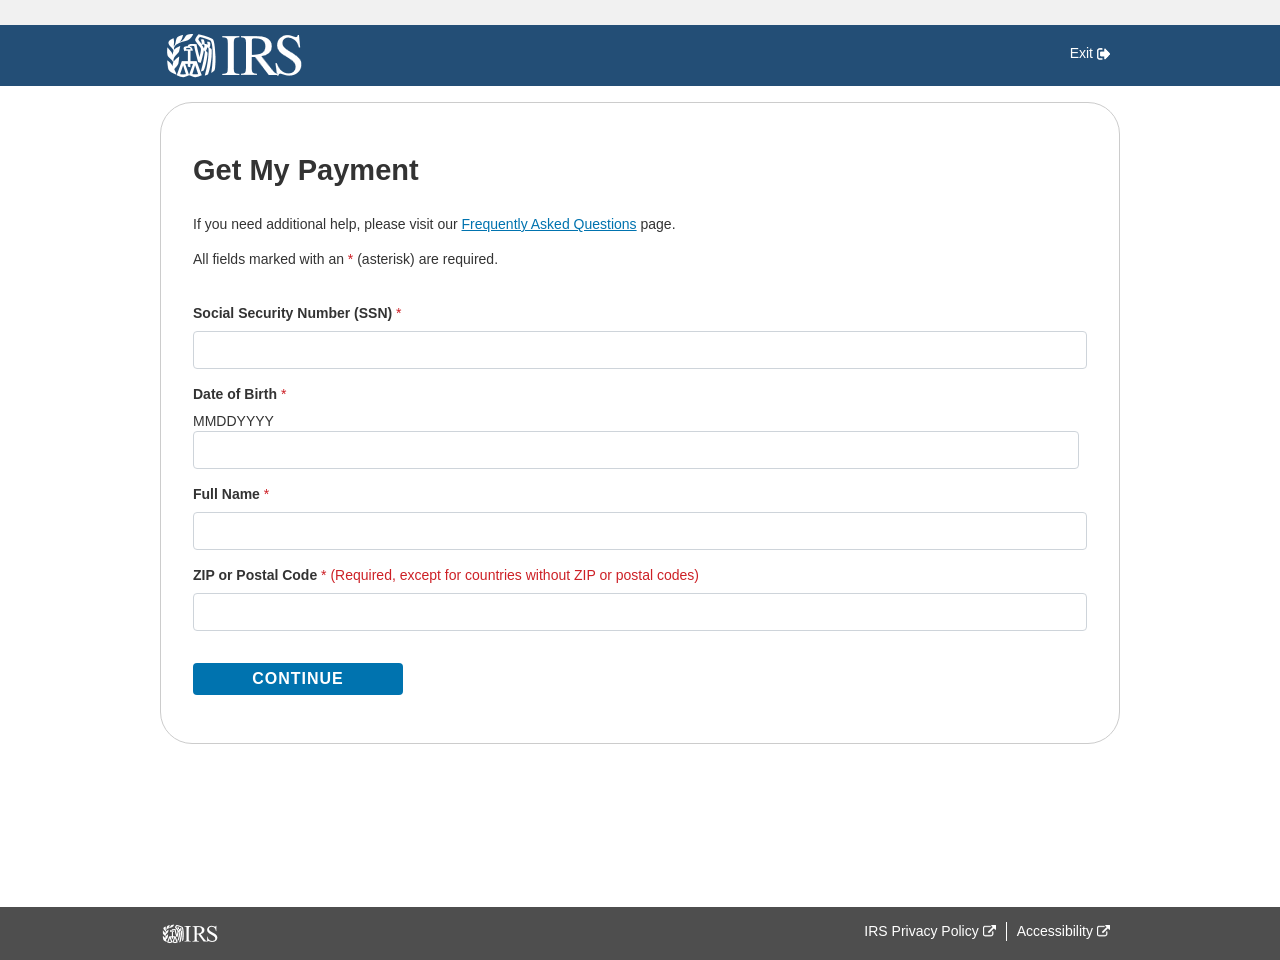 IRS
Exit
Get My Payment
If you need additional help, please visit our Frequently Asked Questions page.
All fields marked with an * (asterisk) are required.
Social Security Number (SSN) *
Date of Birth *
MMDDYYYY
Full Name *
ZIP or Postal Code * (Required, except for countries without ZIP or postal codes)
CONTINUE
IRS
IRS Privacy Policy
Accessibility